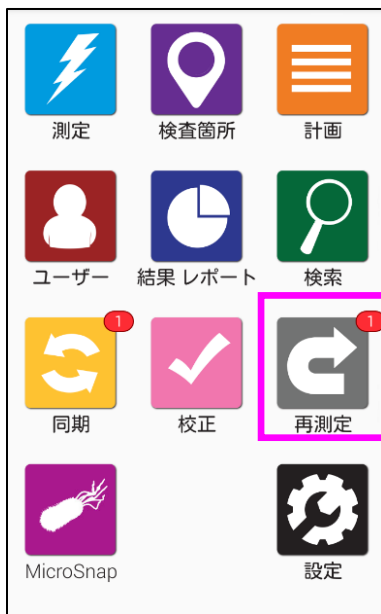 測定
検査箇所
計画
ユーザー
結果 レポート
検索
1
1
同期
校正
再測定
MicroSnap
設定